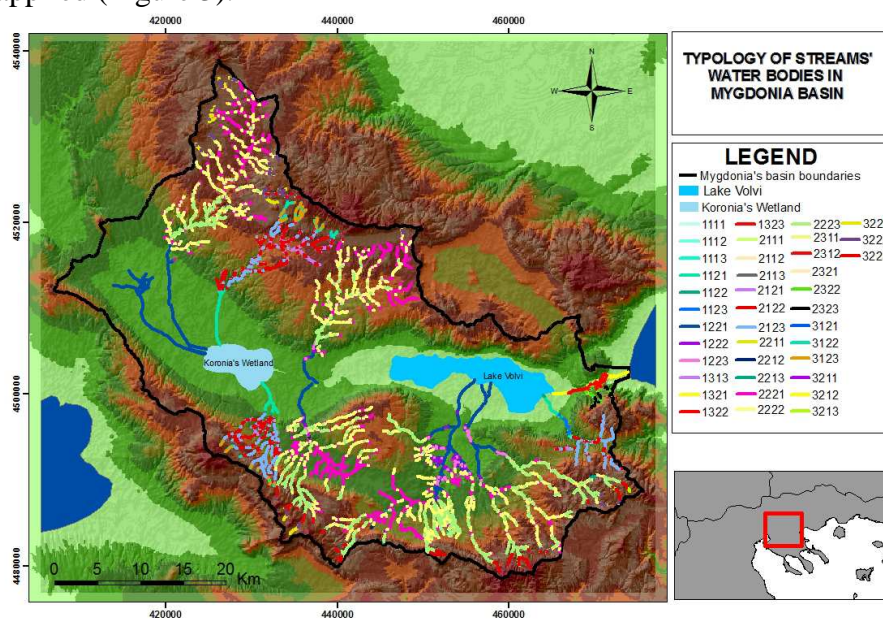 420000 440000 460000
4540000
4520000
4500000
4480000
N
W E
S
Koronia's Wetland
Lake Volvi
0 5 10 15 20
Km
420000 440000 460000
TYPOLOGY OF STREAMS'
WATER BODIES IN
MYGDONIA BASIN
LEGEND
Mygdonia's basin boundaries
Lake Volvi
Koronia's Wetland
1111 1323 2223 322
1112 2111 2311 322
1113 2112 2312 322
1121 2113 2321
1122 2121 2322
1123 2122 2323
1221 2123 3121
1222 2211 3122
1223 2212 3123
1313 2213 3211
1321 2221 3212
1322 2222 3213